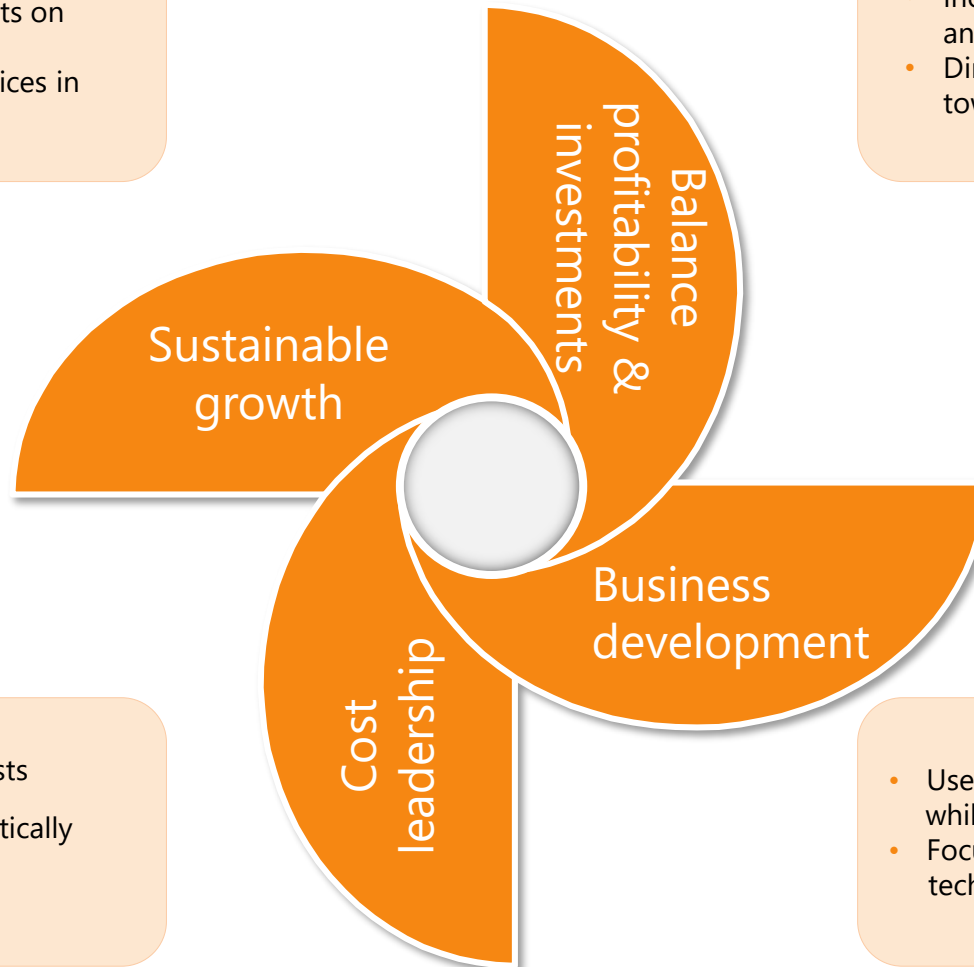 ts on
ices in
an
• Di
tov
Balance
profitability &
investments
Sustainable
growth
Business
development
Cost
leadership
sts
tically
• Use
whil
• Focu
tech